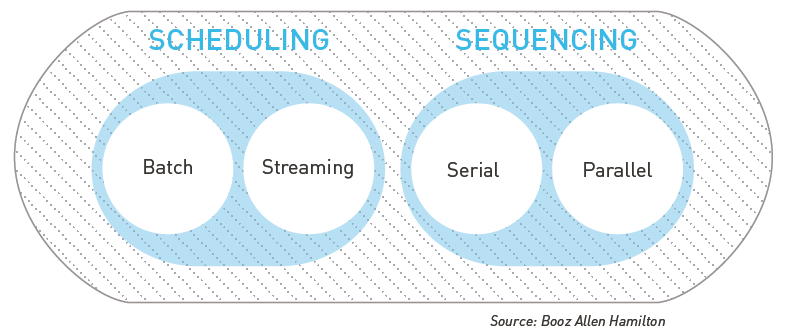 SCHEDULING
SEQUENCING
Batch
Streaming
Serial
Parallel
Source: Booz Allen Hamilton